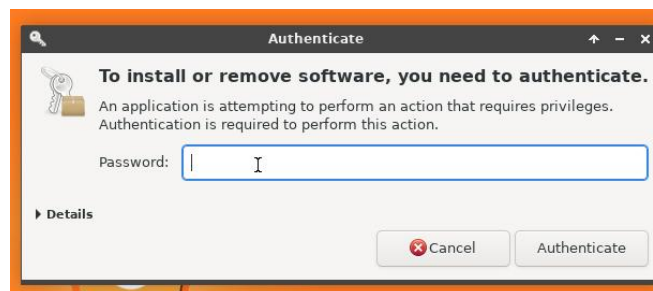 Authenticate
To install or remove software, you need to authenticate.
An application is attempting to perform an action that requires privileges.
Authentication is required to perform this action.
Password:
Details
Cancel
Authenticate